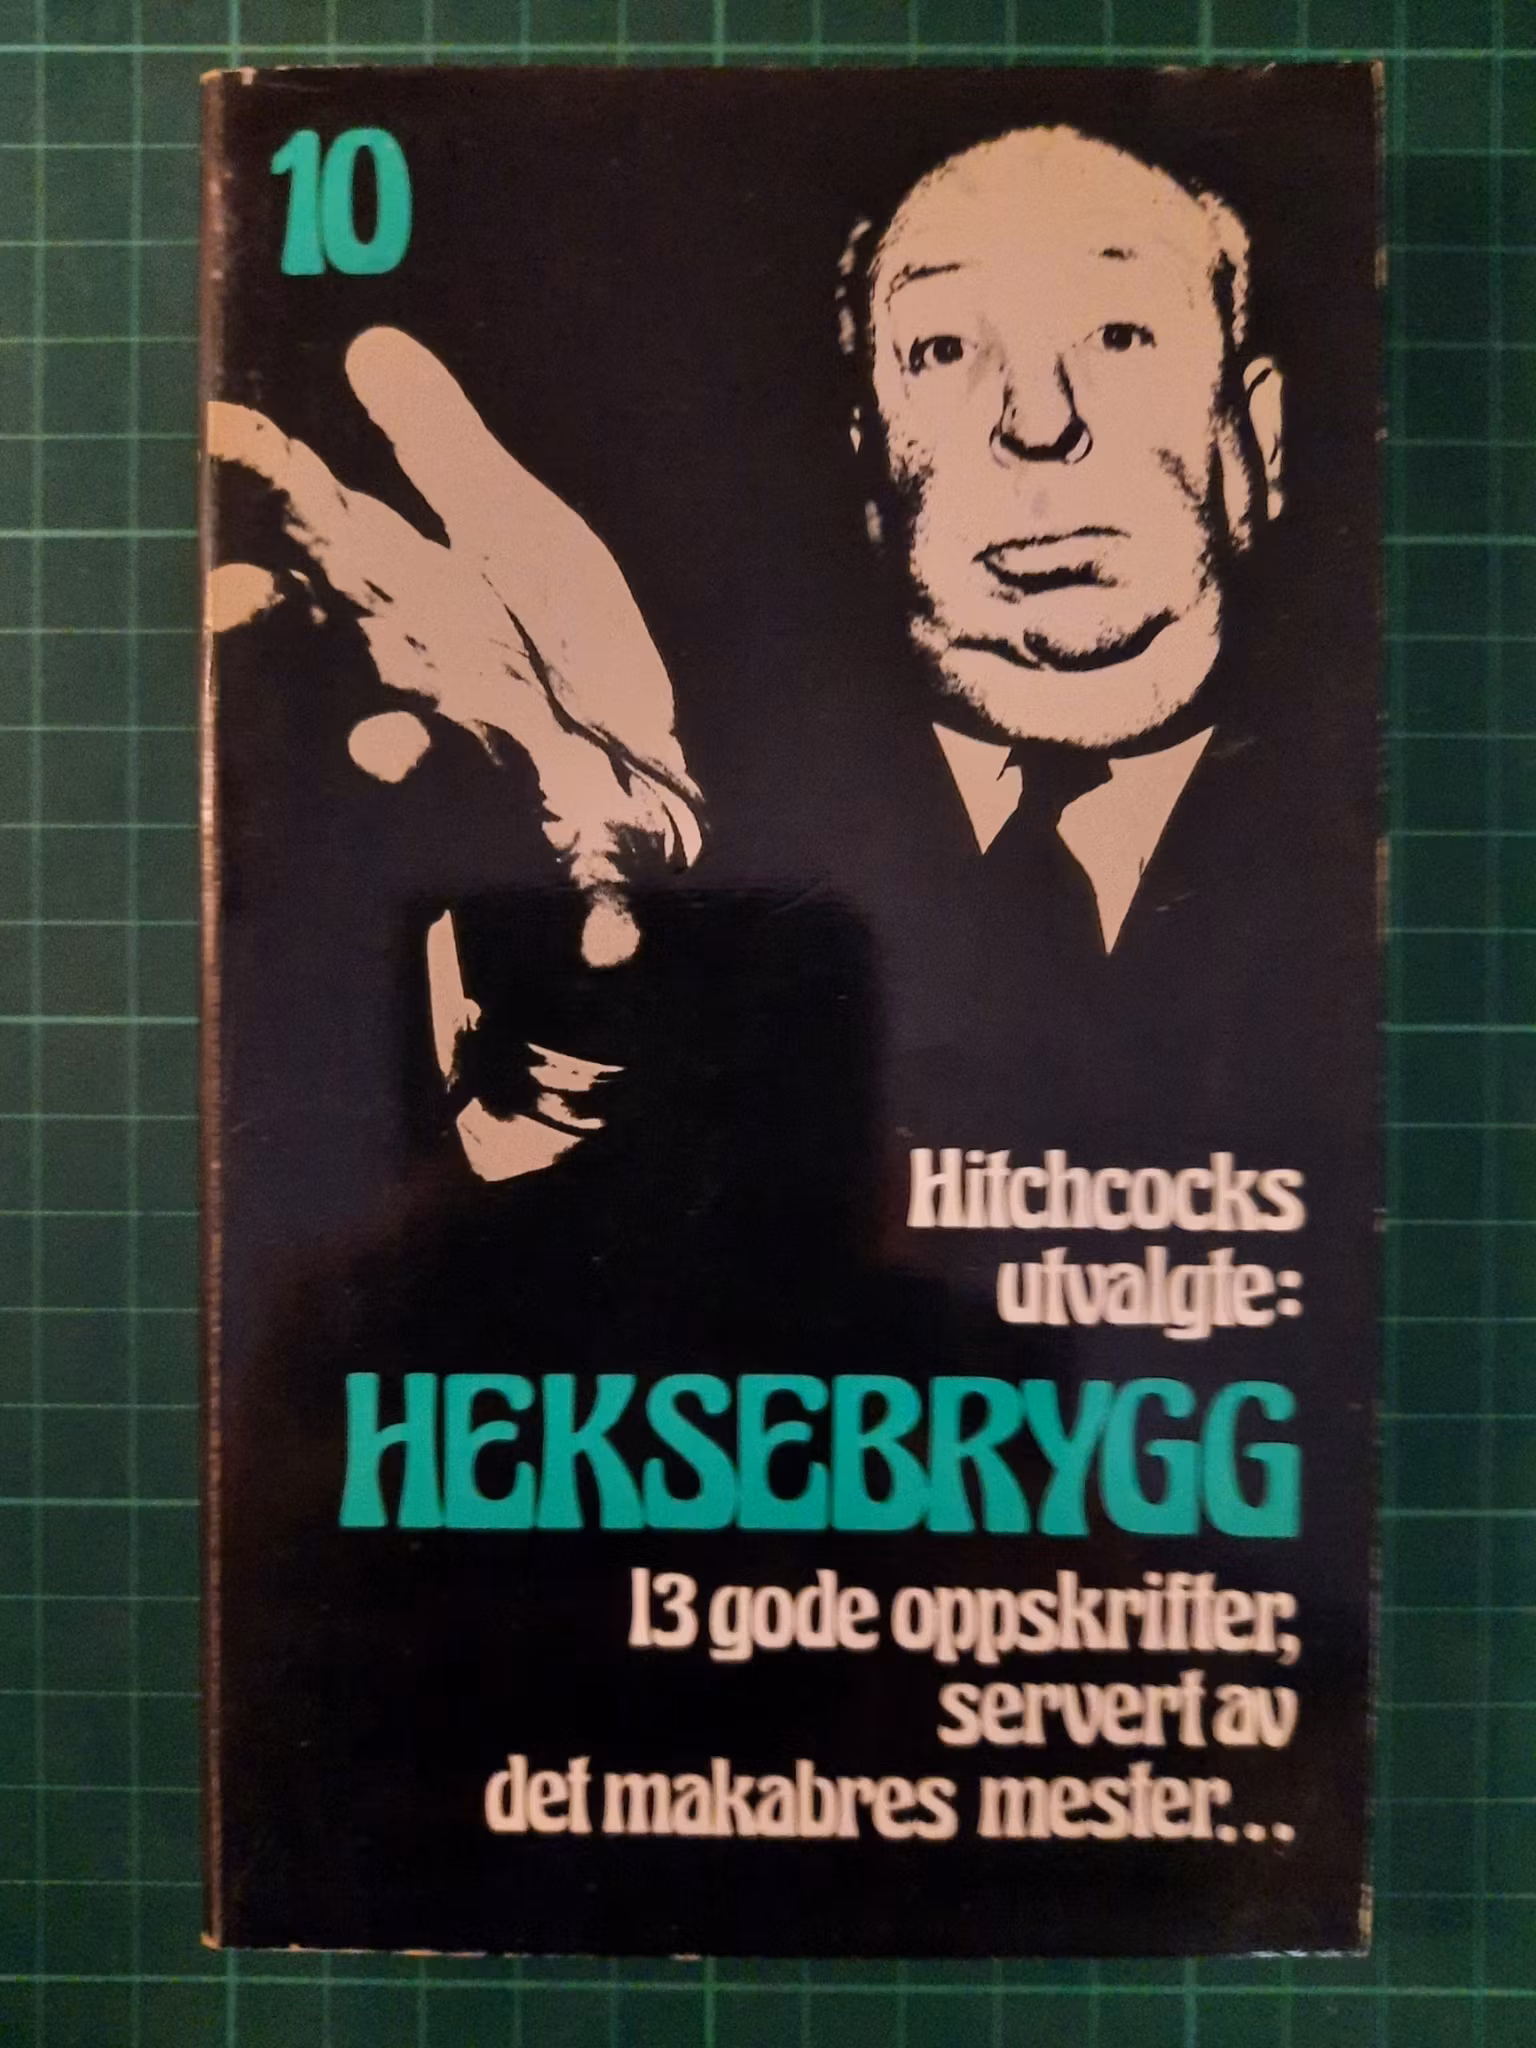 10
Hitchcocks
utvalgte:
HEKSEBRYGG
13 gode oppskrifter,
servert av
det makabres mester...